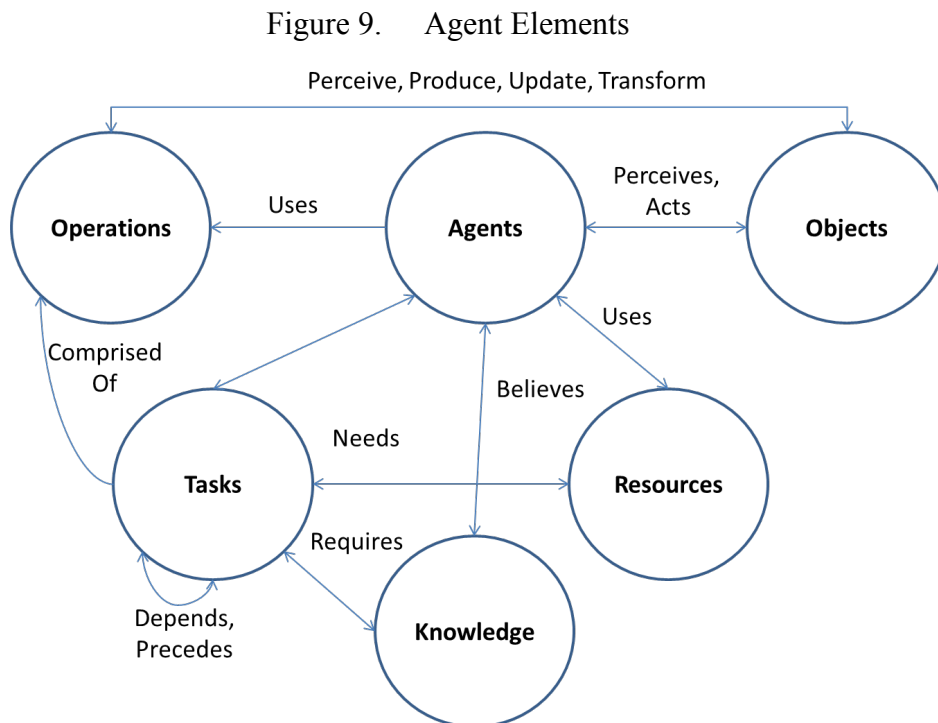 Figure 9. Agent Elements
Perceive, Produce, Update, Transform
Operations
Uses
Agents
Perceives,
Acts
Objects
Comprised
Of
Uses
Believes
Needs
Tasks
Resources
Requires
Depends,
Precedes
Knowledge